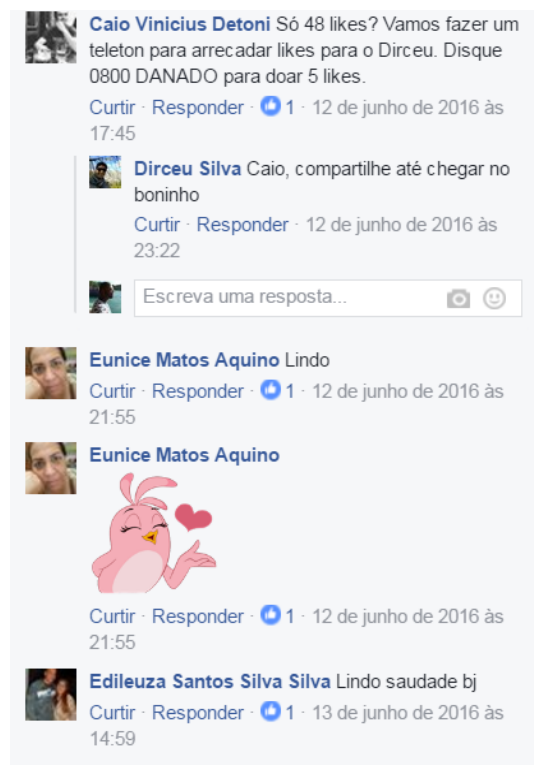 Caio Vinicius Detoni Só 48 likes? Vamos fazer um
teleton para arrecadar likes para o Dirceu. Disque
0800 DANADO para doar 5 likes.
Curtir · Responder · 1 · 12 de junho de 2016 às
17:45
Dirceu Silva Caio, compartilhe até chegar no
boninho
Curtir · Responder · 12 de junho de 2016 às
23:22
Escreva uma resposta...
Eunice Matos Aquino Lindo
Curtir · Responder · 1 · 12 de junho de 2016 às
21:55
Eunice Matos Aquino
Curtir · Responder · 1 · 12 de junho de 2016 às
21:55
Edileuza Santos Silva Silva Lindo saudade bj
Curtir · Responder · 1 · 13 de junho de 2016 às
14:59